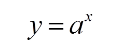 y = a^x